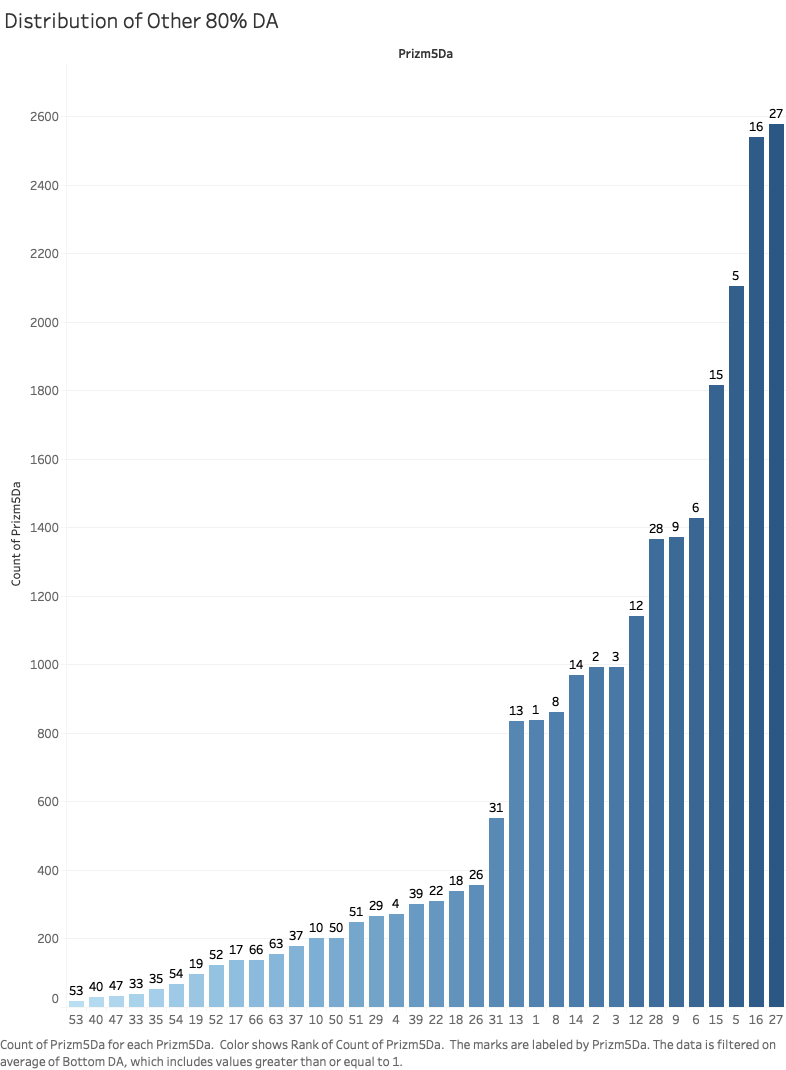 Distribution of Other 80% DA
Prizm5Da
Count of Prizm5Da
2600
2400
2200
2000
1800
1600
1400
1200
1000
800
600
400
200
0
53 40 47 33 35 54 19 52 17 66 63 37 10 50 51 29 4 39 22 18 26 31 13 1 8 14 2 3 12 28 9 6 15 5 16 27
53 40 47 33 35 54 19 52 17 66 63 37 10 50 51 29 4 39 22 18 26 31 13 1 8 14 2 3 12 28 9 6 15 5 16 27
Count of Prizm5Da for each Prizm5Da.  Color shows Rank of Count of Prizm5Da.  The marks are labeled by Prizm5Da. The data is filtered on
average of Bottom DA, which includes values greater than or equal to 1.